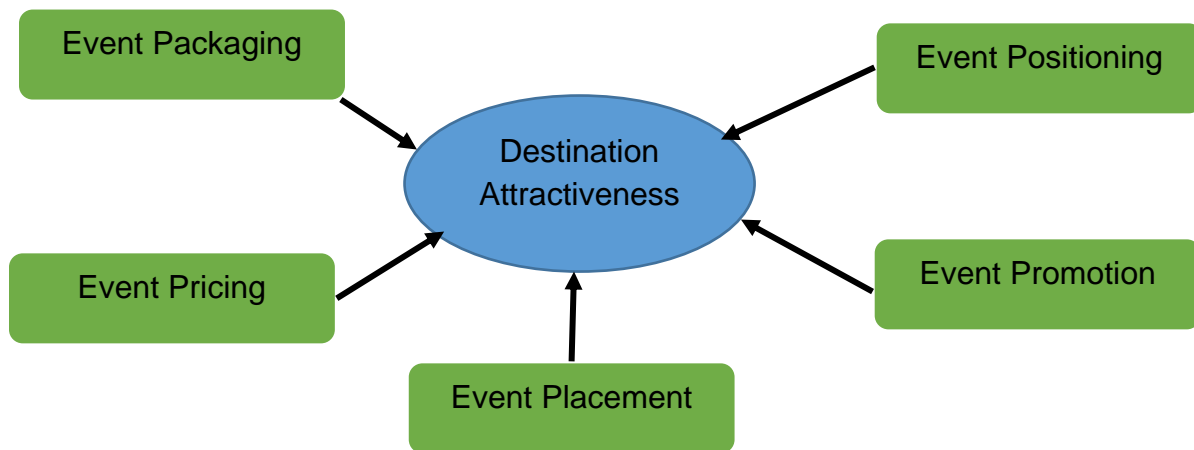 Event Packaging
Event Positioning
Destination
Attractiveness
Event Pricing
Event Promotion
Event Placement